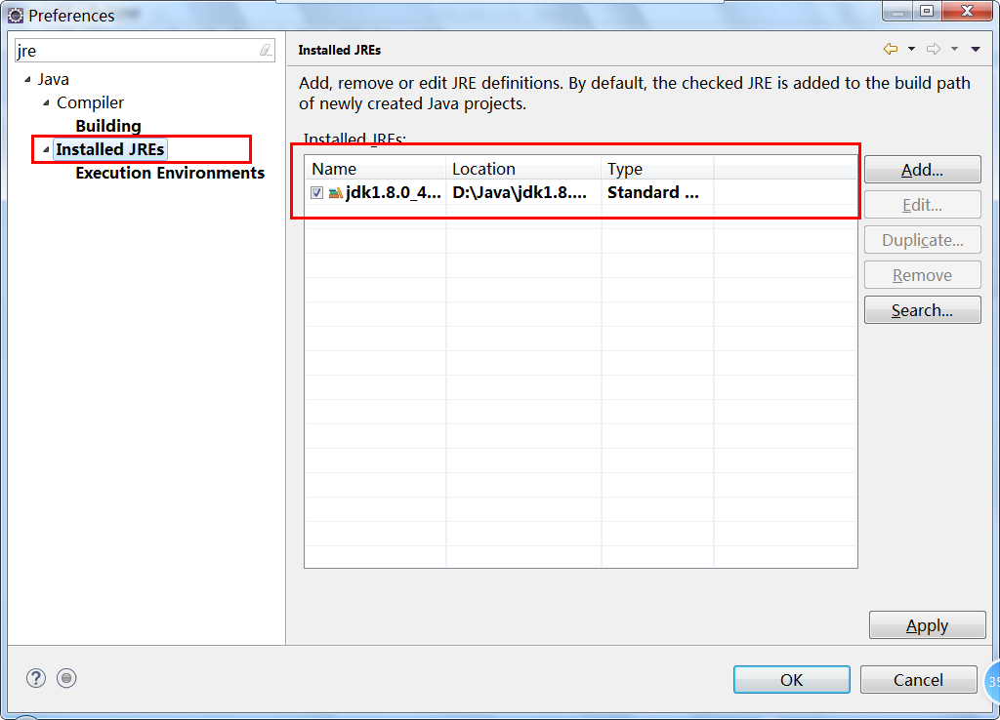 Preferences
jre
Java
Compiler
Building
Installed JREs
Execution Environments
Installed JREs
Add, remove or edit JRE definitions. By default, the checked JRE is added to the build path
of newly created Java projects.
Installed JREs:
Name Location Type
jdk1.8.0_4... D:\Java\jdk1.8.... Standard ...
Add...
Edit...
Duplicate...
Remove
Search...
Apply
OK
Cancel
35